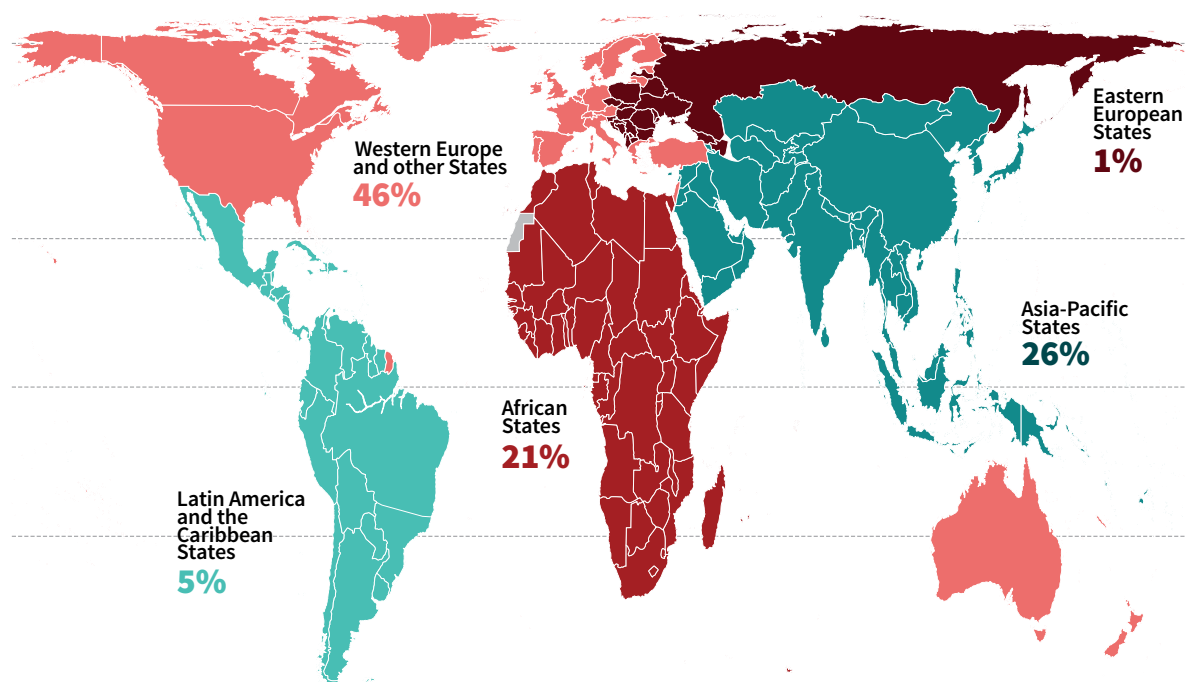 Western Europe
and other States
46%
Eastern
European
States
1%
Asia-Pacific
States
26%
African
States
21%
Latin America
and the
Caribbean
States
5%